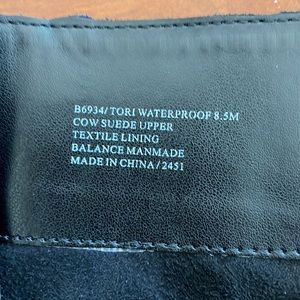 B6934/ TORI WATERPROOF 8.5M
COW SUEDE UPPER
TEXTILE LINING
BALANCE MANMADE
MADE IN CHINA/ 2451